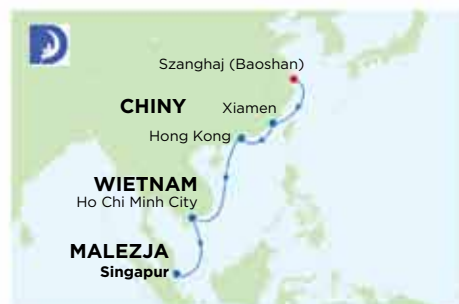 Szanghaj (Baoshan)
CHINY
Xiamen
Hong Kong
WIETNAM
Ho Chi Minh City
MALEZJA
Singapur